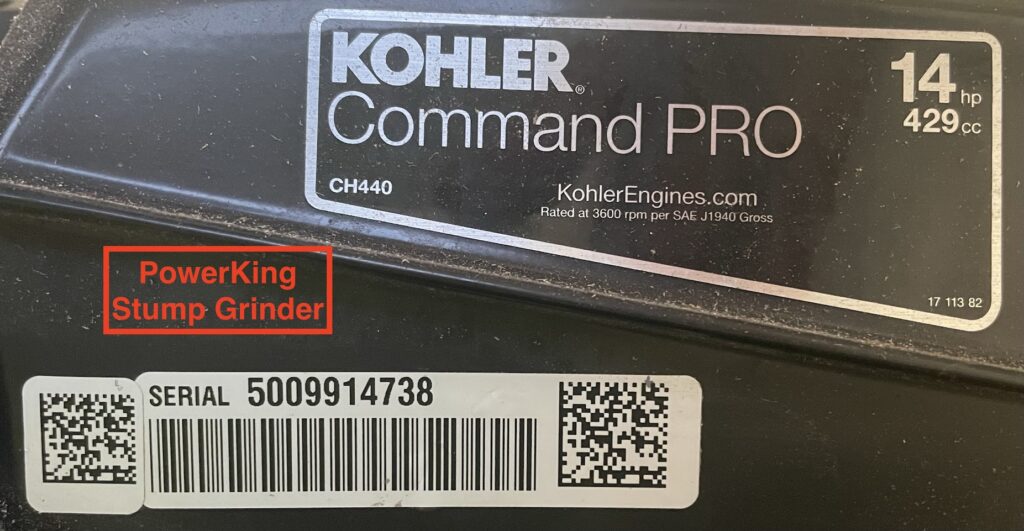 KOHLER®
Command PRO
14 hp
429 cc
CH440
KohlerEngines.com
Rated at 3600 rpm per SAE J1940 Gross
17 113 82
PowerKing
Stump Grinder
SERIAL 5009914738